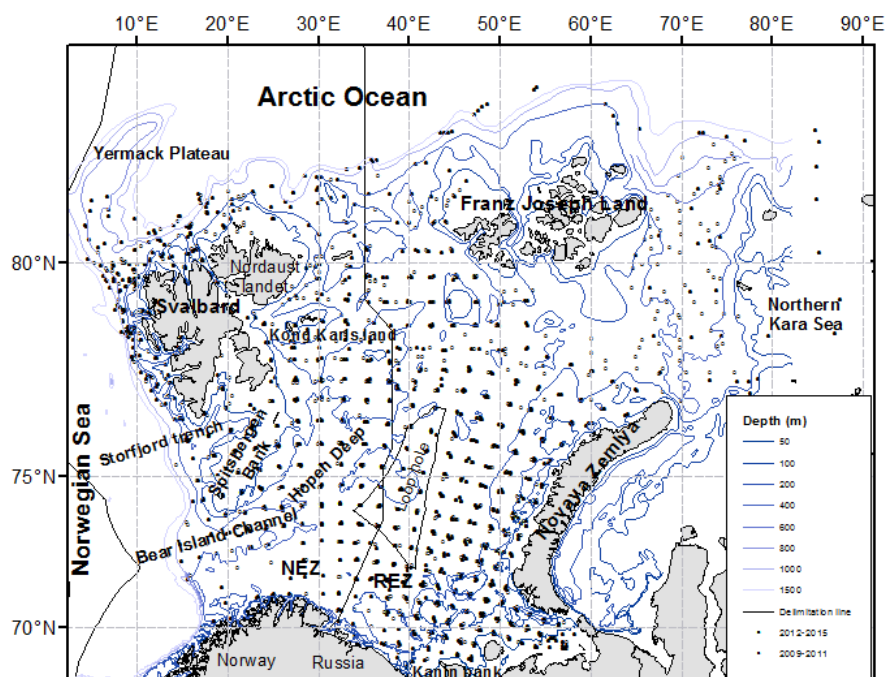 10°E 20°E 30°E 40°E 50°E 60°E 70°E 80°E 90°E
Arctic Ocean
Yermack Plateau
Franz Joseph Land
80°N
Nordaust
landet
Svalbard
Northern
Kara Sea
Kong Karlsland
Storfjord trench
Spitsbergen
Bank
Hopen Deep
Loop hole
Novaya Zemlya
75°N
Norwegian Sea
Bear Island Channel
NEZ
REZ
70°N
Norway
Russia
Kanin bank
Depth (m)
50
100
200
400
600
800
1000
1500
Delimitation line
2012-2015
2009-2011